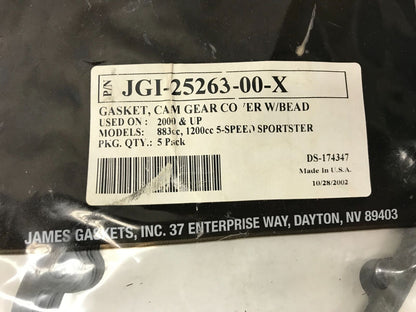 P/N JGI-25263-00-X
GASKET, CAM GEAR CO 'ER W/BEAD
USED ON : 2000 & UP
MODELS: 883cc, 1200cc 5-SPEED SPORTSTER
PKG. QTY.: 5 Pack
DS-174347
Made In U.S.A.
10/28/2002
JAMES GASKETS, INC. 37 ENTERPRISE WAY, DAYTON, NV 89403